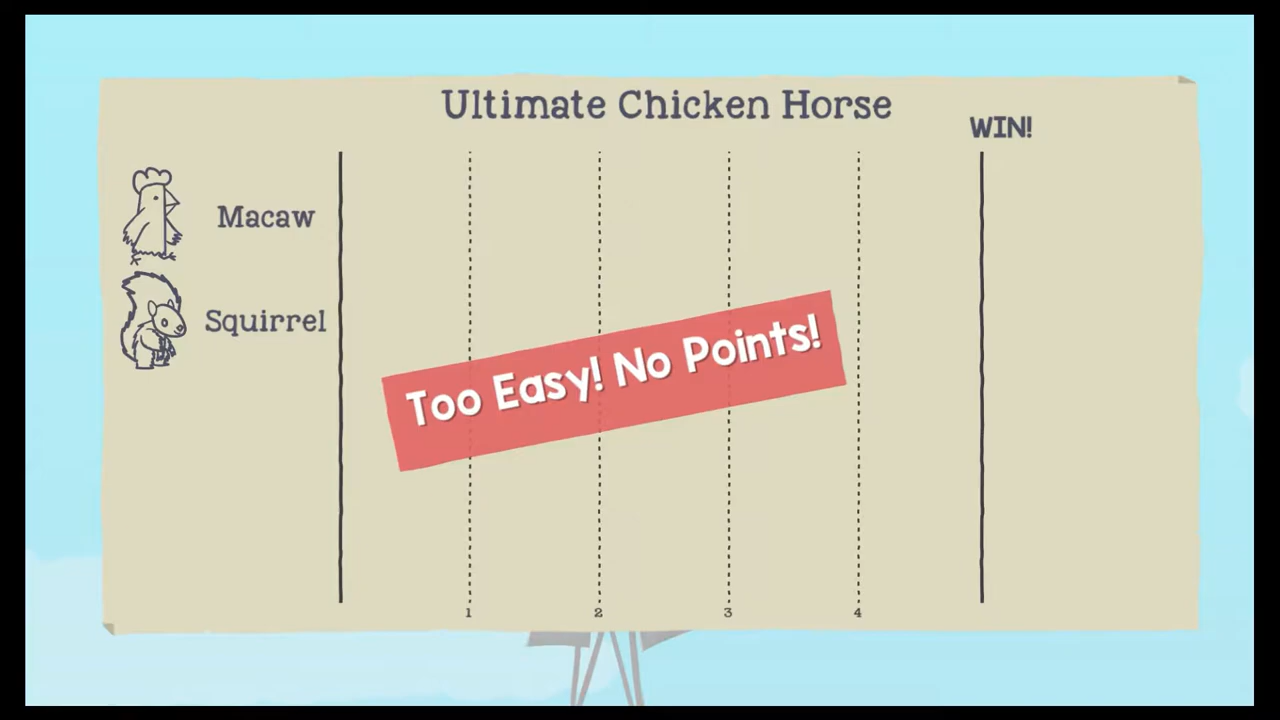 Ultimate Chicken Horse
WIN!
Macaw
Squirrel
Too Easy! No Points!
1 2 3 4